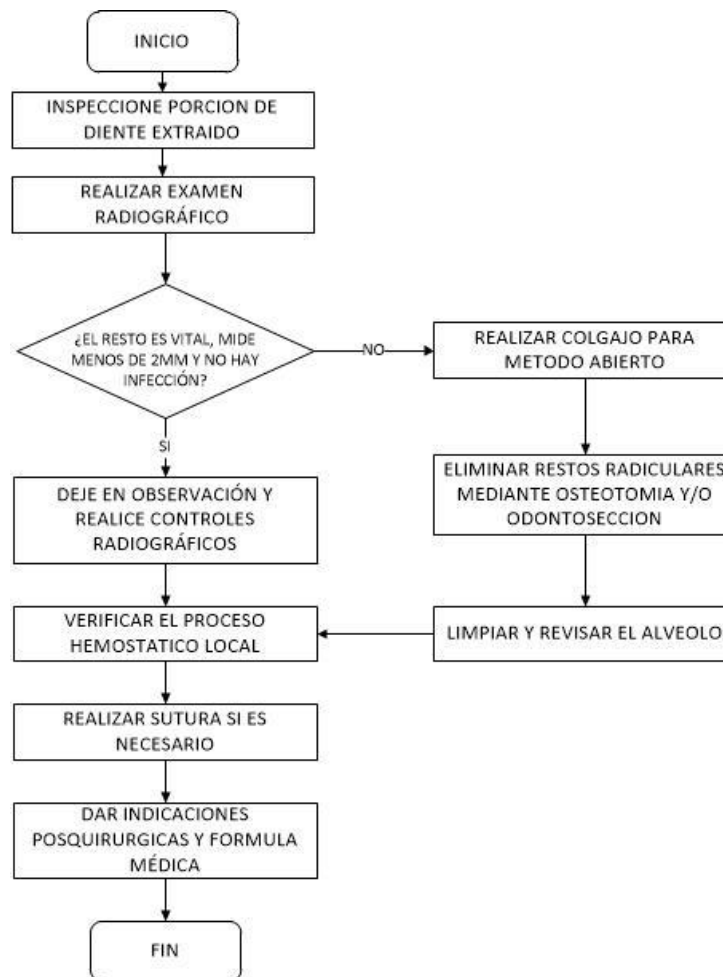 INICIO
INSPECCIONE PORCION DE
DIENTE EXTRAIDO
REALIZAR EXAMEN
RADIOGRÁFICO
¿EL RESTO ES VITAL, MIDE
MENOS DE 2MM Y NO HAY
INFECCIÓN?
NO
REALIZAR COLGAJO PARA
METODO ABIERTO
SI
ELIMINAR RESTOS RADICULARES
MEDIANTE OSTEOTOMIA Y/O
ODONTOSECCION
DEJE EN OBSERVACIÓN Y
REALICE CONTROLES
RADIOGRÁFICOS
LIMPIAR Y REVISAR EL ALVEOLO
VERIFICAR EL PROCESO
HEMOSTATICO LOCAL
REALIZAR SUTURA SI ES
NECESARIO
DAR INDICACIONES
POSQUIRURGICAS Y FORMULA
MÉDICA
FIN